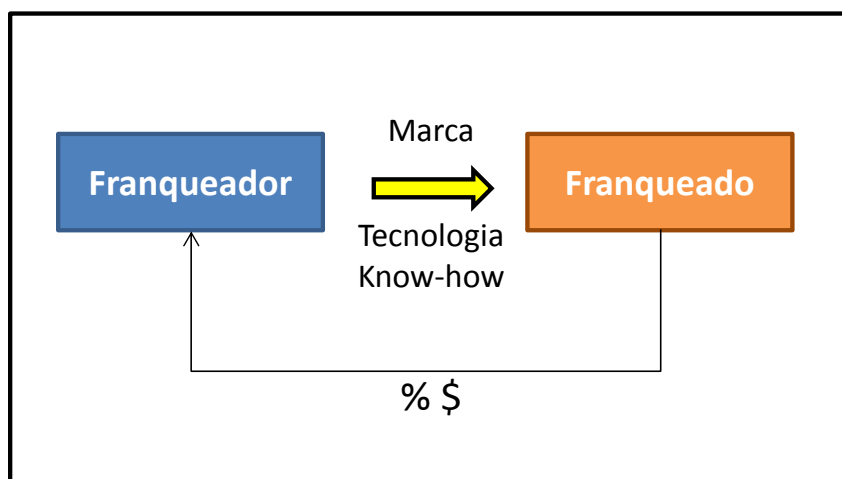 Franqueador
Marca
Tecnologia
Know-how
Franqueado
% $